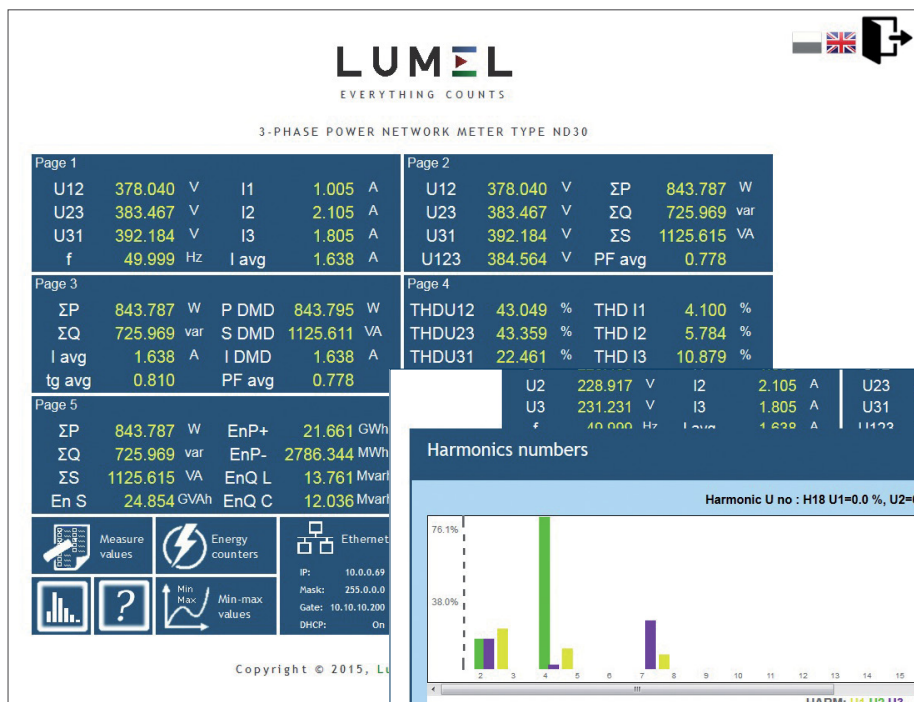 LUMEL
EVERYTHING COUNTS
3-PHASE POWER NETWORK METER TYPE ND30
Page 1
U12 378.040 V I1 1.005 A
U23 383.467 V I2 2.105 A
U31 392.184 V I3 1.805 A
f 49.999 Hz I avg 1.638 A
Page 2
U12 378.040 V ΣP 843.787 W
U23 383.467 V ΣQ 725.969 var
U31 392.184 V ΣS 1125.615 VA
U123 384.564 V PF avg 0.778
Page 3
ΣP 843.787 W P DMD 843.795 W
ΣQ 725.969 var S DMD 1125.611 VA
I avg 1.638 A I DMD 1.638 A
tg avg 0.810 PF avg 0.778
Page 4
THDU12 43.049 % THD I1 4.100 %
THDU23 43.359 % THD I2 5.784 %
THDU31 22.461 % THD I3 10.879 %
Page 5
ΣP 843.787 W EnP+ 21.661 GWh
ΣQ 725.969 var EnP- 2786.344 MWh
ΣS 1125.615 VA EnQ L 13.761 Mvarh
En S 24.854 GVAh EnQ C 12.036 Mvarh
U2 228.917 V I2 2.105 A U23
U3 231.231 V I3 1.805 A U31
f 49.999 Hz I avg 1.638 A U123
Measure values
Energy counters
Ethernet
IP: 10.0.0.69
Mask: 255.0.0.0
Gate: 10.10.10.200
DHCP: On
?
Min
Max
Min-max values
Copyright © 2015, Lu
Harmonics numbers
Harmonic U no : H18 U1=0.0 %, U2=
76.1%
38.0%
2 3 4 5 6 7 8 9 10 11 12 13 14 15
UARM: U1 U2 U3